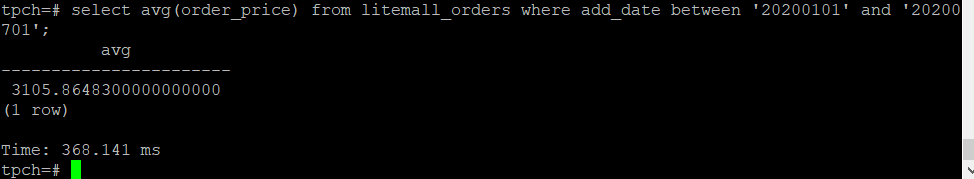 tpch=# select avg(order_price) from litemall_orders where add_date between '20200101' and '20200
701';
avg
-----------------------
3105.8648300000000000
(1 row)
Time: 368.141 ms
tpch=#